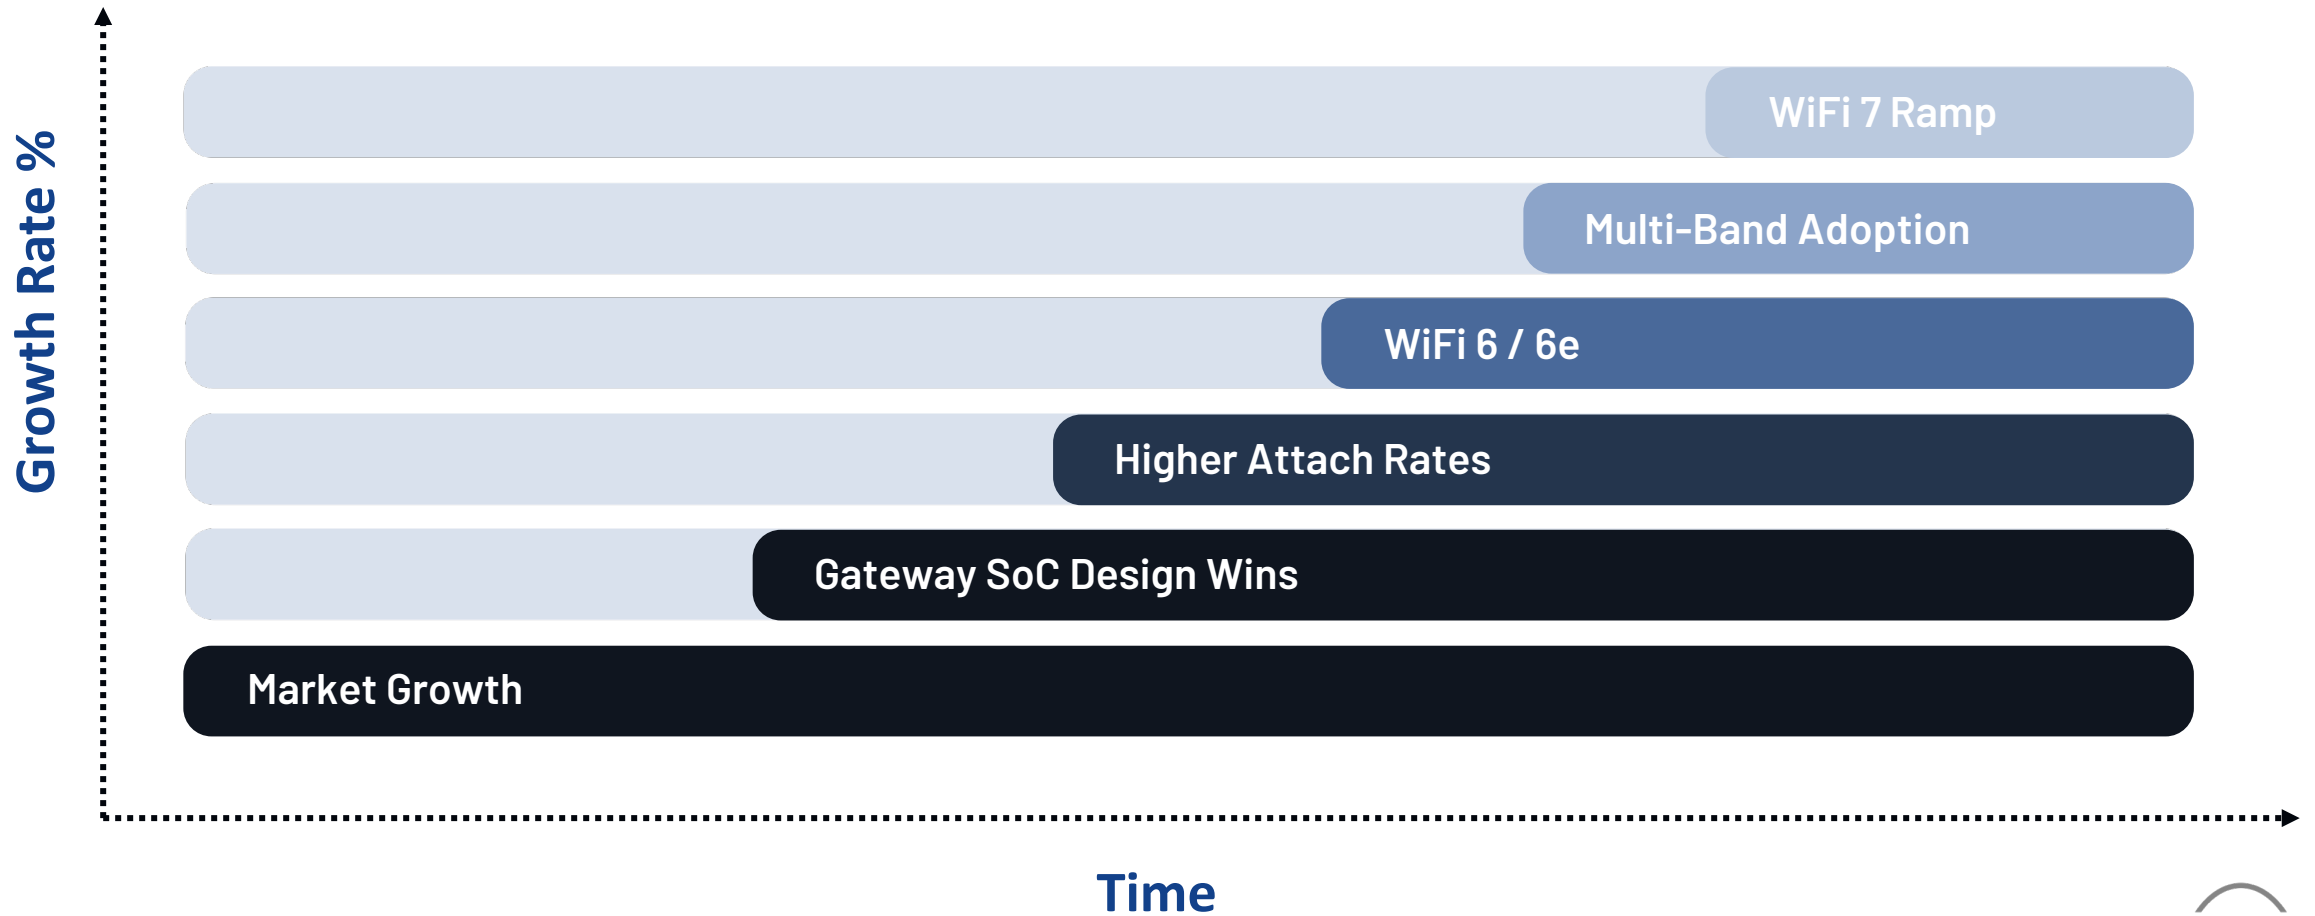 Growth Rate %
WiFi 7 Ramp
Multi-Band Adoption
WiFi 6 / 6e
Higher Attach Rates
Gateway SoC Design Wins
Market Growth
Time